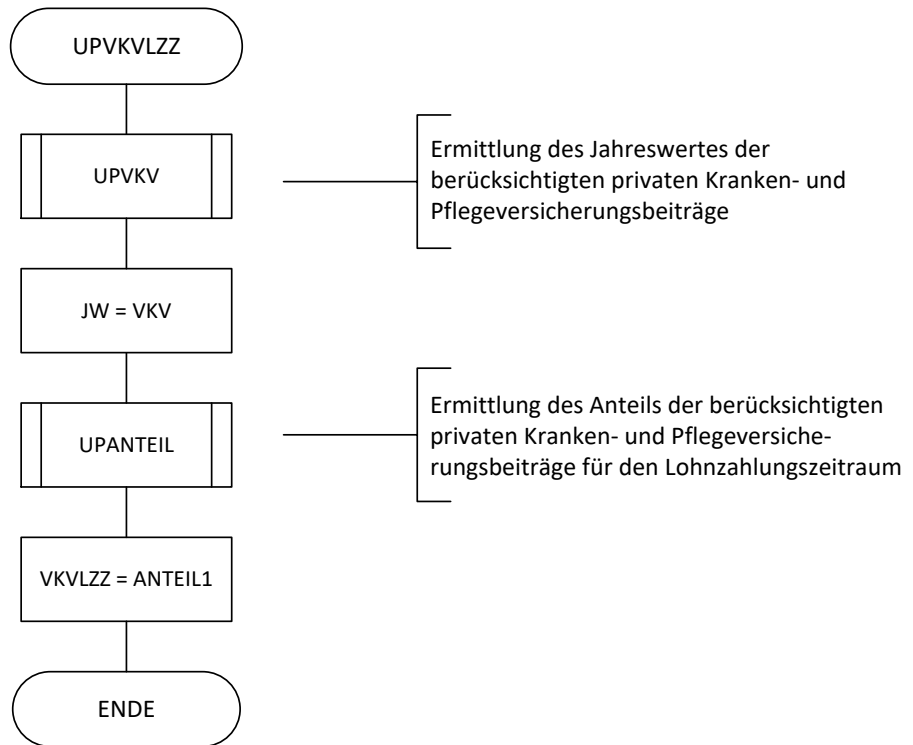 UPVKVLZZ
UPVKV
Ermittlung des Jahreswertes der
berücksichtigten privaten Kranken- und
Pflegeversicherungsbeiträge
JW = VKV
UPANTEIL
Ermittlung des Anteils der berücksichtigten
privaten Kranken- und Pflegeversiche-
rungsbeiträge für den Lohnzahlungszeitraum
VKVLZZ = ANTEIL1
ENDE